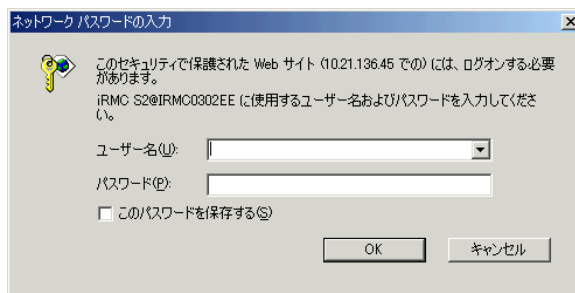 ネットワーク パスワードの入力
このセキュリティで保護された Web サイト (10.21.136.45 での) には、ログオンする必要
があります。
iRMC S2@IRMC0302EE に使用するユーザー名およびパスワードを入力してくださ
い。
ユーザー名(U):
パスワード(P):
このパスワードを保存する(S)
OK
キャンセル